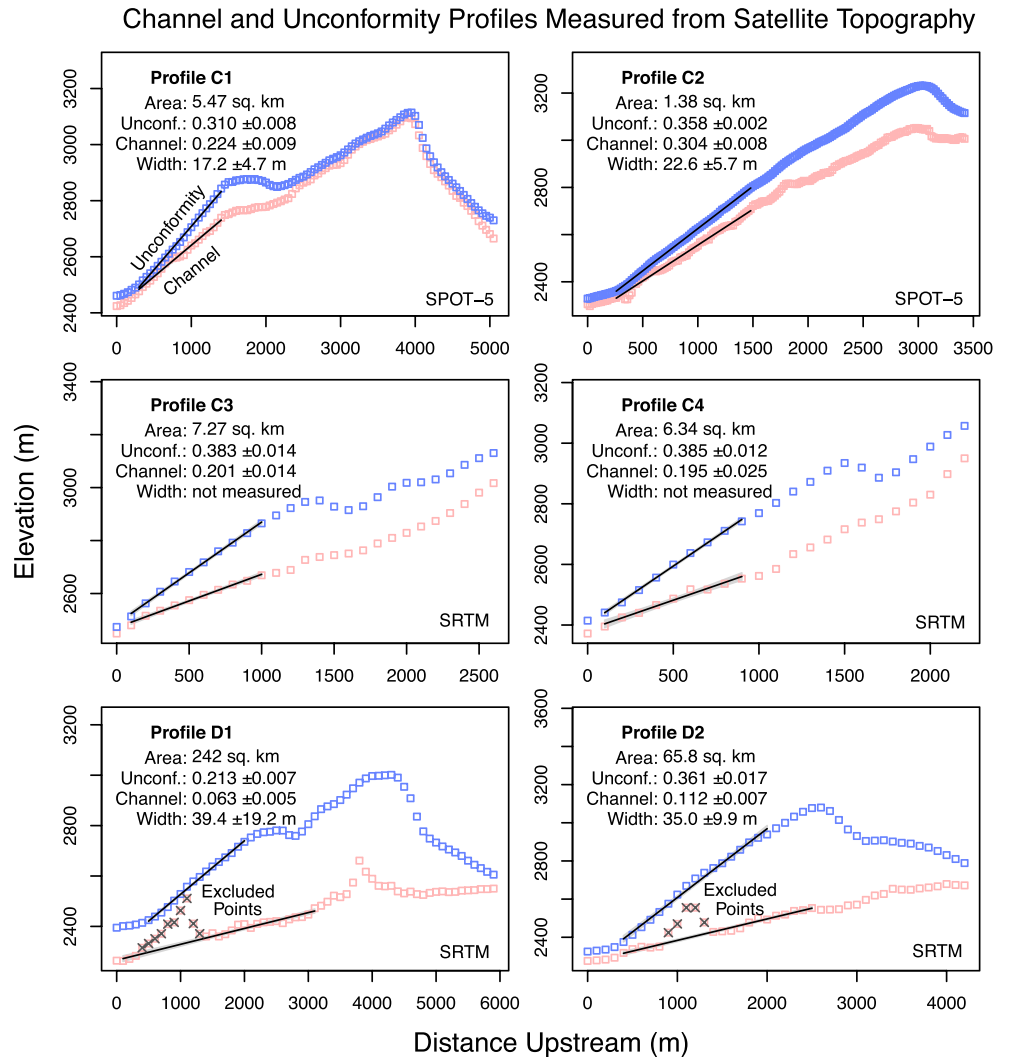 Channel and Unconformity Profiles Measured from Satellite Topography
Elevation (m)
Profile C1
Area: 5.47 sq. km
Unconf.: 0.310 ±0.008
Channel: 0.224 ±0.009
Width: 17.2 ±4.7 m
Unconformity
Channel
SPOT–5
2400 2600 2800 3000 3200
0 1000 2000 3000 4000 5000
Profile C2
Area: 1.38 sq. km
Unconf.: 0.358 ±0.002
Channel: 0.304 ±0.008
Width: 22.6 ±5.7 m
SPOT–5
2400 2800 3200
0 500 1000 1500 2000 2500 3000 3500
Profile C3
Area: 7.27 sq. km
Unconf.: 0.383 ±0.014
Channel: 0.201 ±0.014
Width: not measured
SRTM
2600 3000 3400
0 500 1000 1500 2000 2500
Profile C4
Area: 6.34 sq. km
Unconf.: 0.385 ±0.012
Channel: 0.195 ±0.025
Width: not measured
SRTM
2400 2600 2800 3000 3200
0 500 1000 1500 2000
Profile D1
Area: 242 sq. km
Unconf.: 0.213 ±0.007
Channel: 0.063 ±0.005
Width: 39.4 ±19.2 m
Excluded
Points
SRTM
2400 2800 3200
0 1000 2000 3000 4000 5000 6000
Profile D2
Area: 65.8 sq. km
Unconf.: 0.361 ±0.017
Channel: 0.112 ±0.007
Width: 35.0 ±9.9 m
Excluded
Points
SRTM
2400 2800 3200 3600
0 1000 2000 3000 4000
Distance Upstream (m)